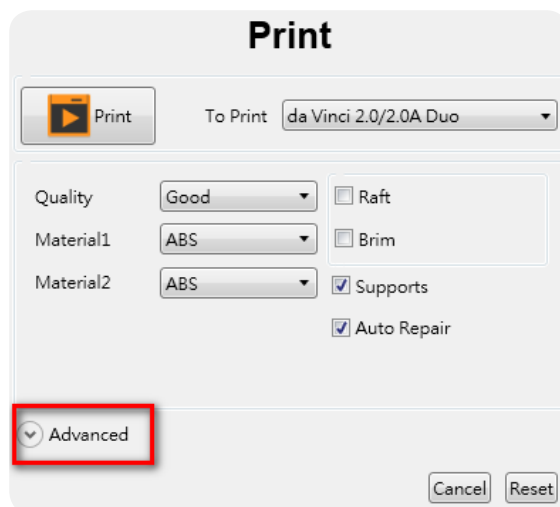 Print
Print To Print da Vinci 2.0/2.0A Duo
Quality Good Raft
Material1 ABS Brim
Material2 ABS Supports
Auto Repair
Advanced
Cancel Reset